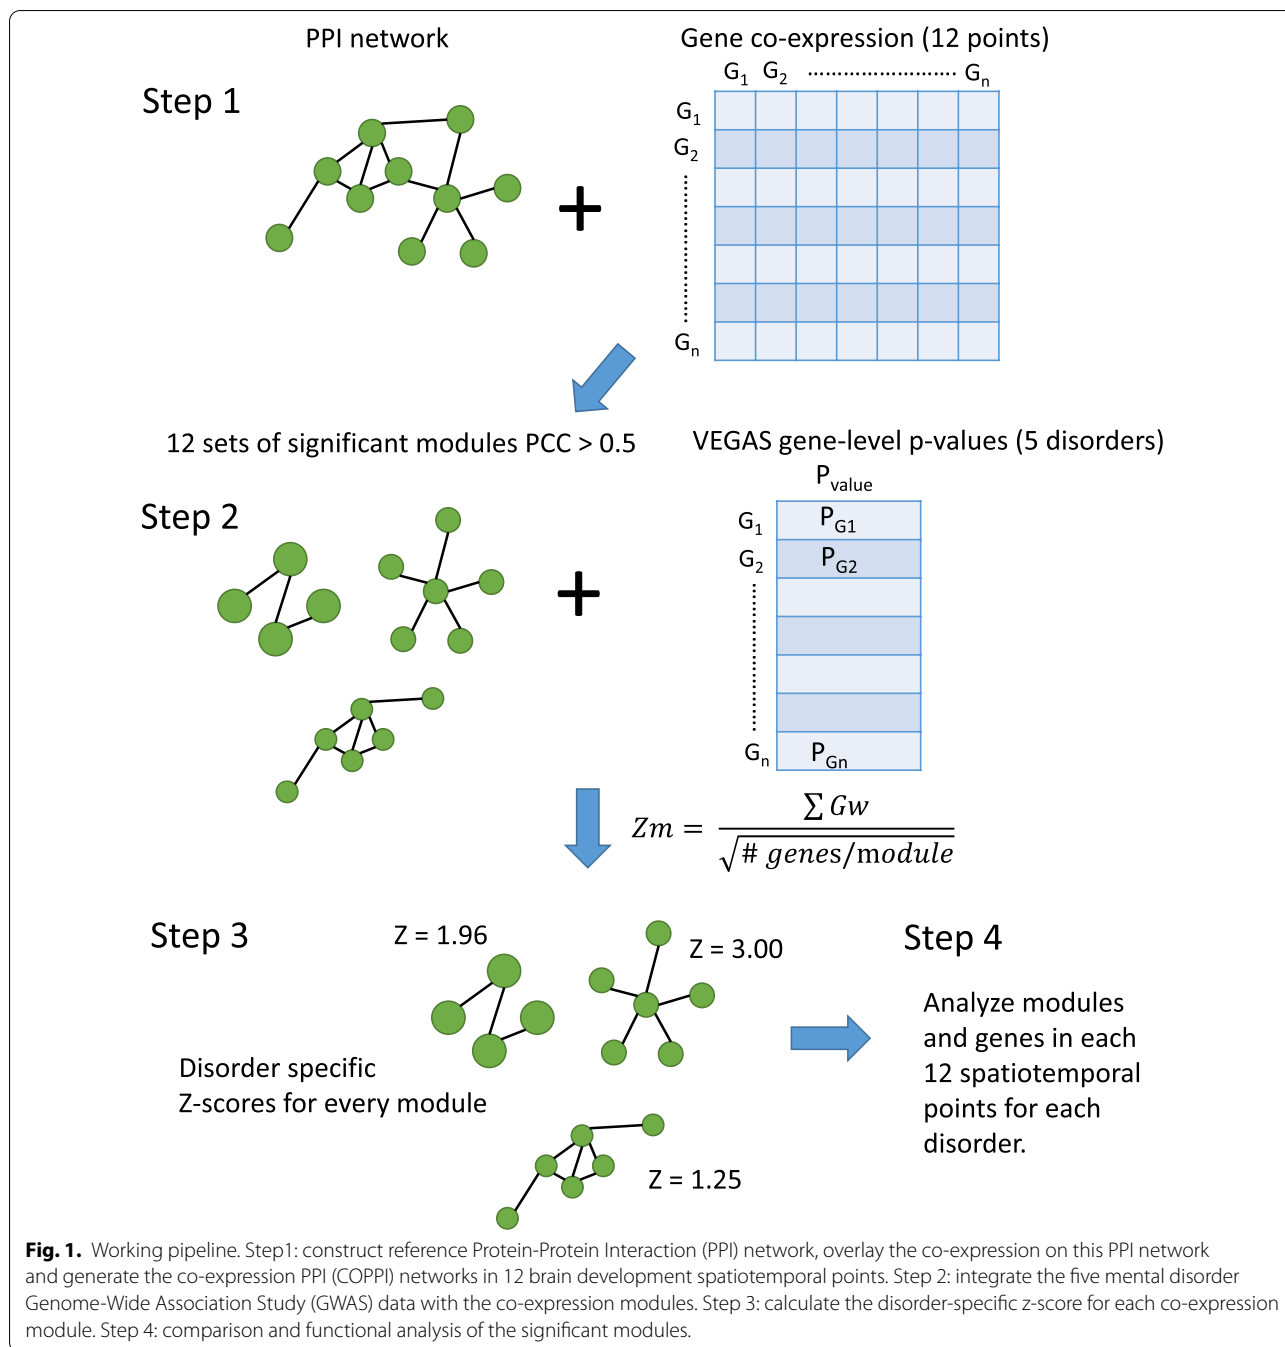 PPI network
Gene co-expression (12 points)
Step 1
G1 G2 ........................ Gn
G1
G2
Gn
12 sets of significant modules PCC > 0.5
VEGAS gene-level p-values (5 disorders)
Step 2
Pvalue
G1 PG1
G2 PG2
Gn PGn
Zm = ∑ Gw / √# genes/module
Step 3
Z = 1.96
Z = 3.00
Disorder specific
Z-scores for every module
Z = 1.25
Step 4
Analyze modules
and genes in each
12 spatiotemporal
points for each
disorder.
Fig. 1. Working pipeline. Step1: construct reference Protein-Protein Interaction (PPI) network, overlay the co-expression on this PPI network
and generate the co-expression PPI (COPPI) networks in 12 brain development spatiotemporal points. Step 2: integrate the five mental disorder
Genome-Wide Association Study (GWAS) data with the co-expression modules. Step 3: calculate the disorder-specific z-score for each co-expression
module. Step 4: comparison and functional analysis of the significant modules.